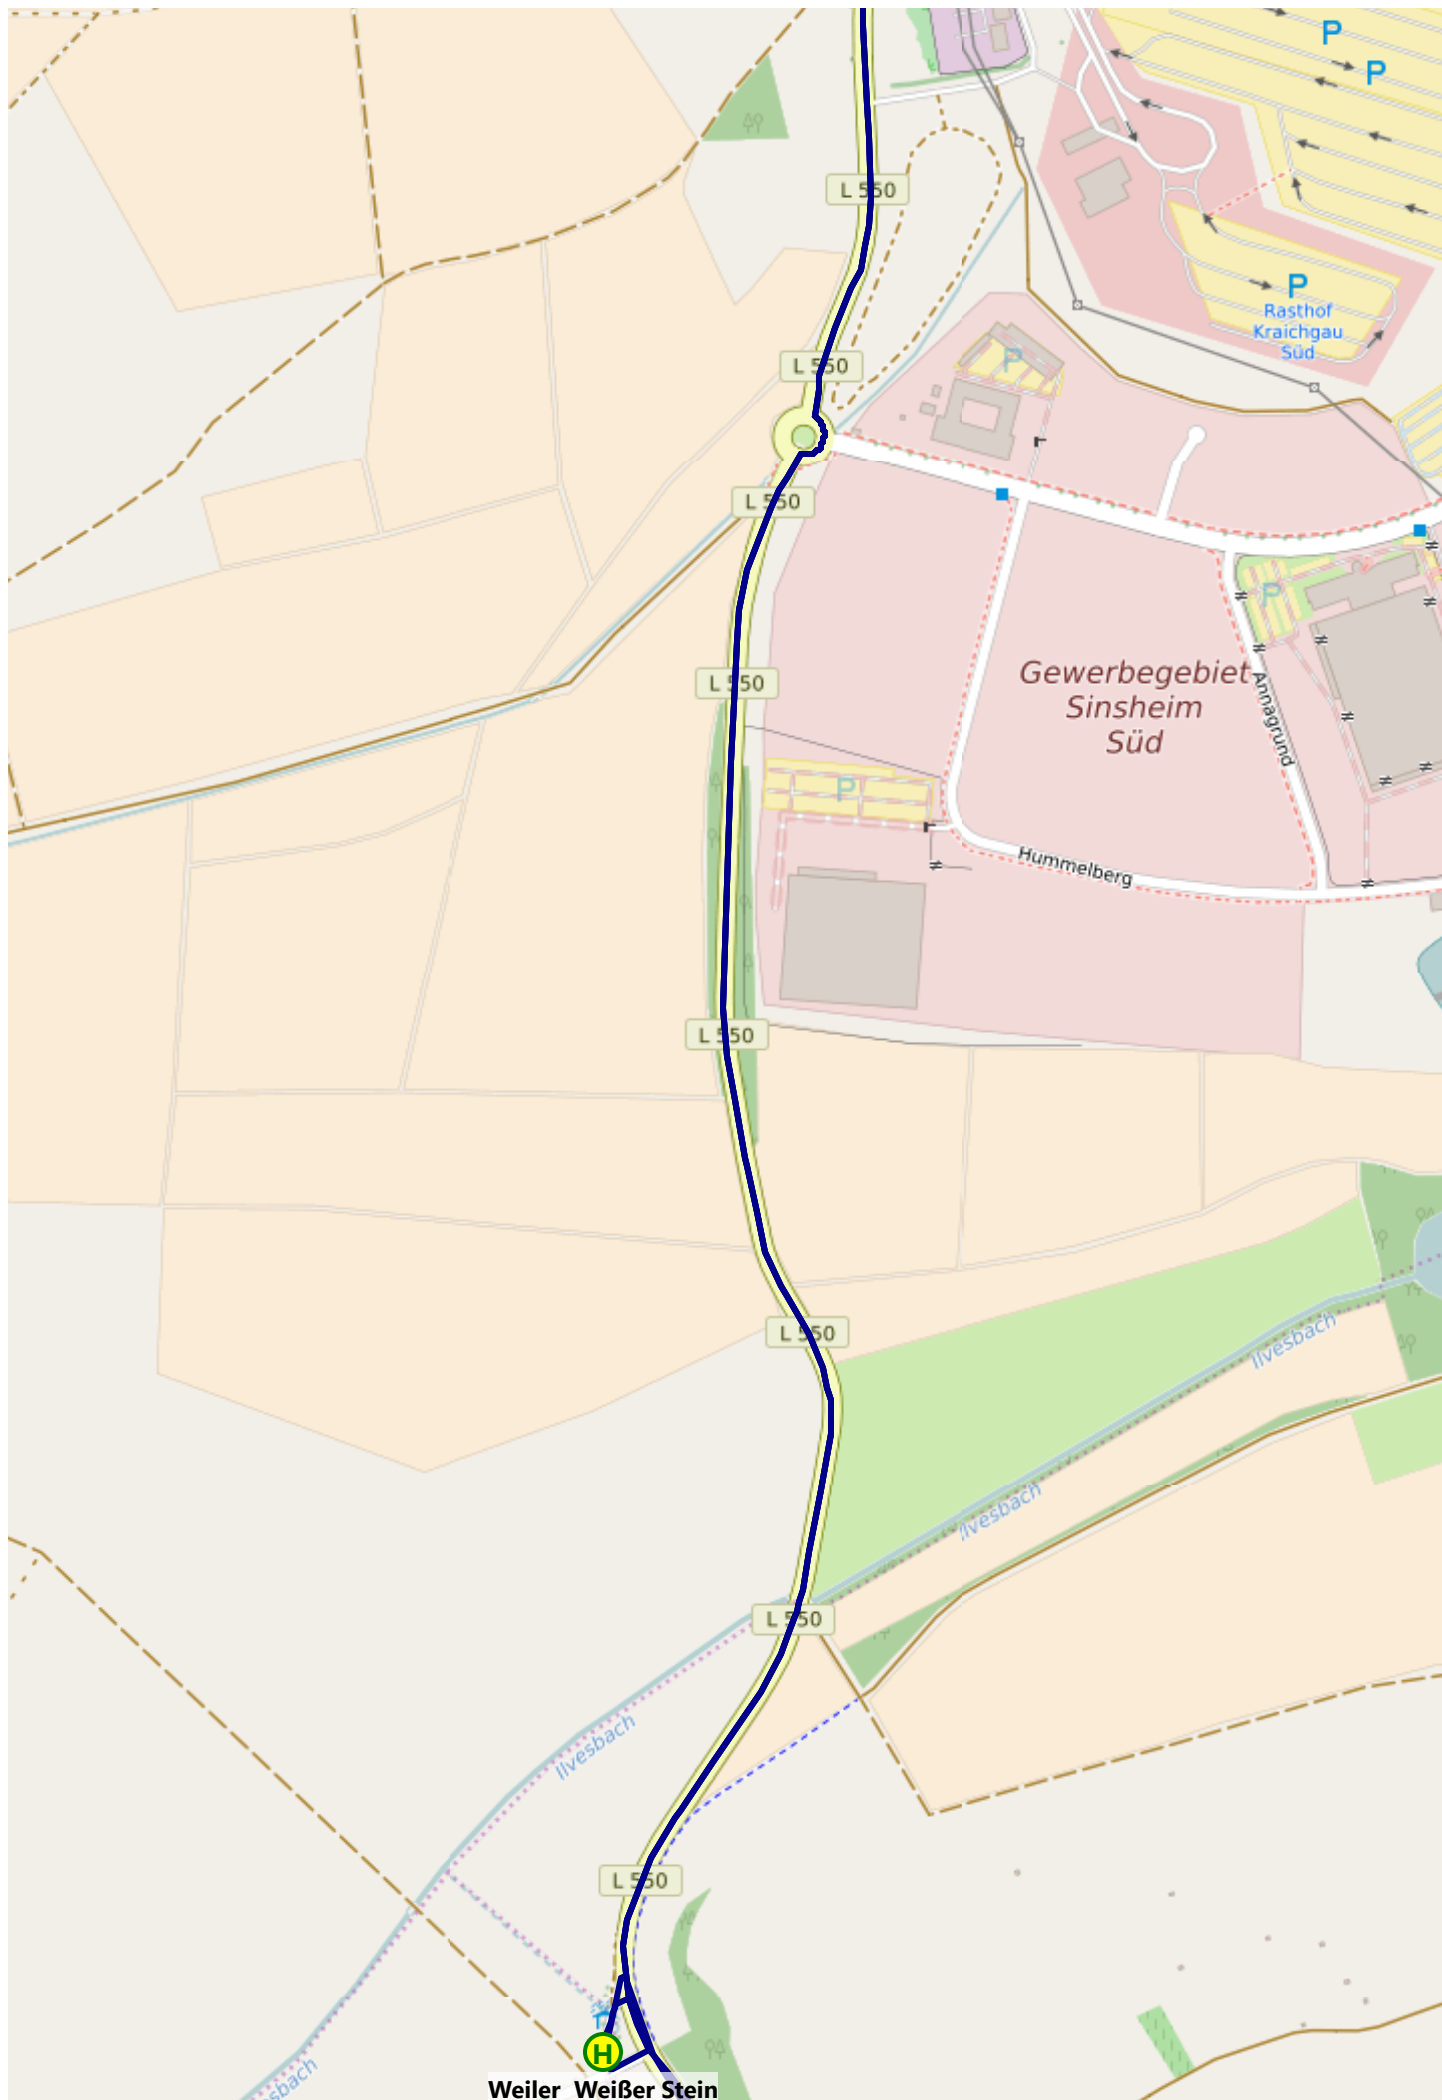 P
P
L 550
P
Rasthof
Kraichgau
Süd
L 550
P
L 550
P
Gewerbegebiet
Sinsheim
Süd
L 550
Annagrund
P
Hummelberg
L 550
L 550
Ilvesbach
Ilvesbach
L 550
Ilvesbach
L 550
H
sbach
Weiler Weißer Stein